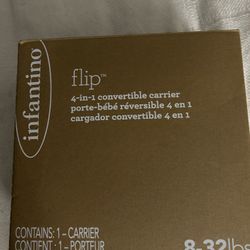 infantino
flip™
4-in-1 convertible carrier
porte-bébé réversible 4 en 1
cargador convertible 4 en 1
CONTAINS: 1 – CARRIER
CONTIENT : 1 – PORTEUR
8-32lbs